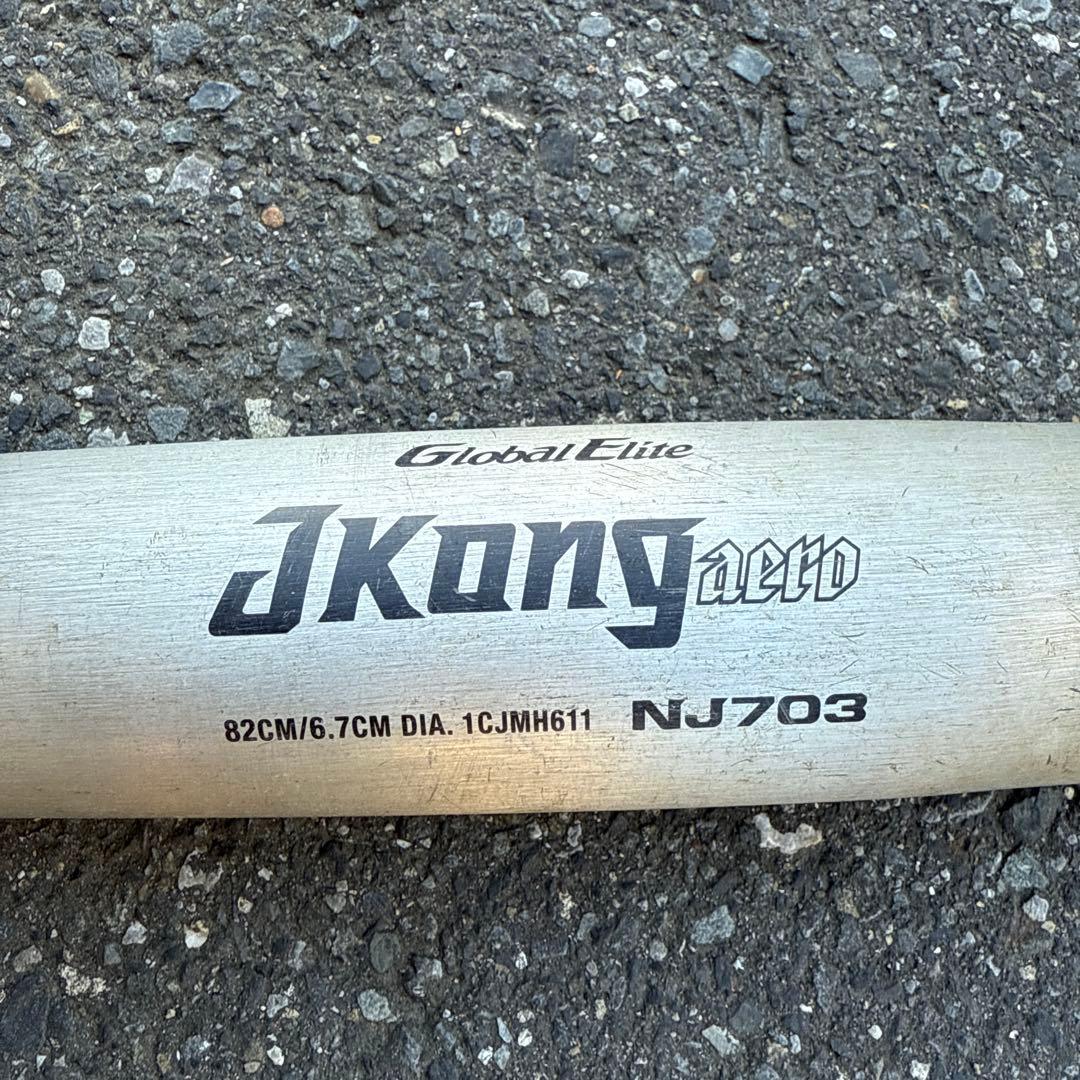 Global Elite
JKong aero
82CM/6.7CM DIA. 1CJMH611 NJ703